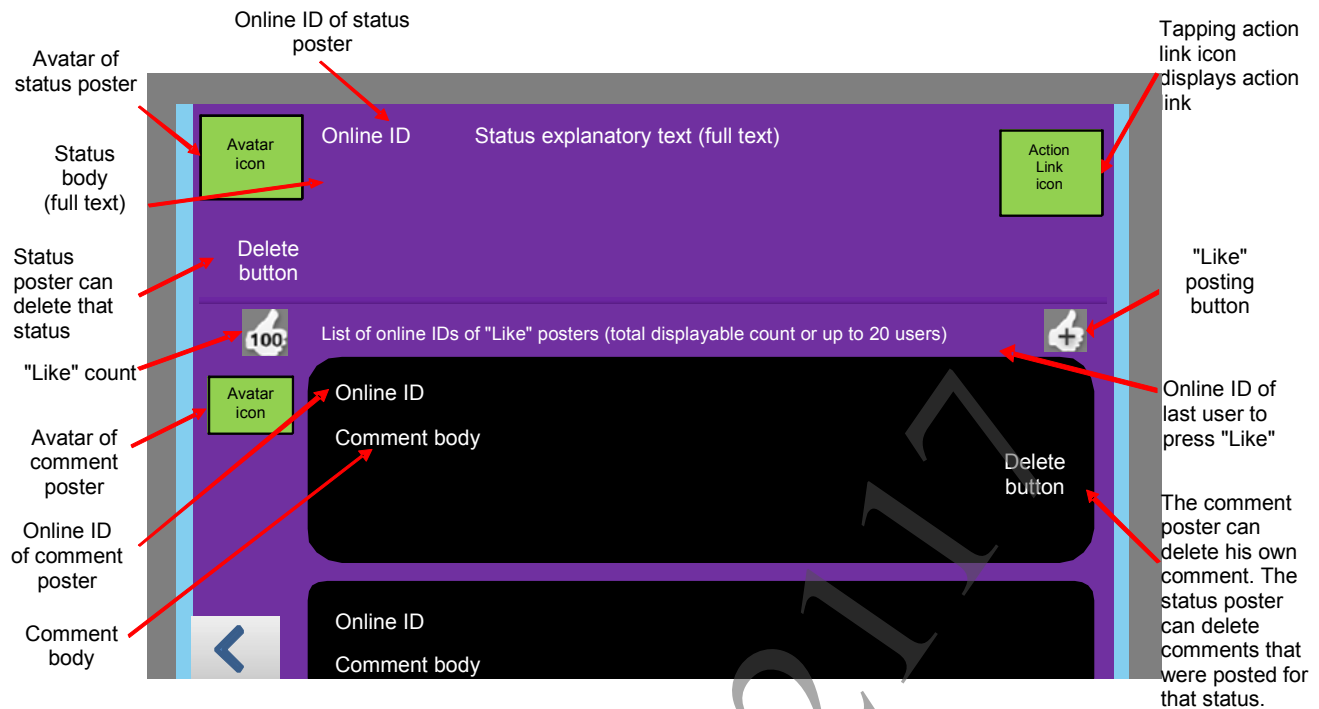 Online ID of status
poster
Avatar of
status poster
Tapping action
link icon
displays action
link
Avatar
icon
Online ID
Status explanatory text (full text)
Action
Link
icon
Status
body
(full text)
Delete
button
Status
poster can
delete that
status
"Like"
posting
button
100
List of online IDs of "Like" posters (total displayable count or up to 20 users)
+
"Like" count
Avatar
icon
Online ID
Comment body
Online ID of
last user to
press "Like"
Avatar of
comment
poster
Delete
button
Online ID
of comment
poster
The comment
poster can
delete his own
comment. The
status poster
can delete
comments that
were posted for
that status.
Comment
body
Online ID
Comment body
2117